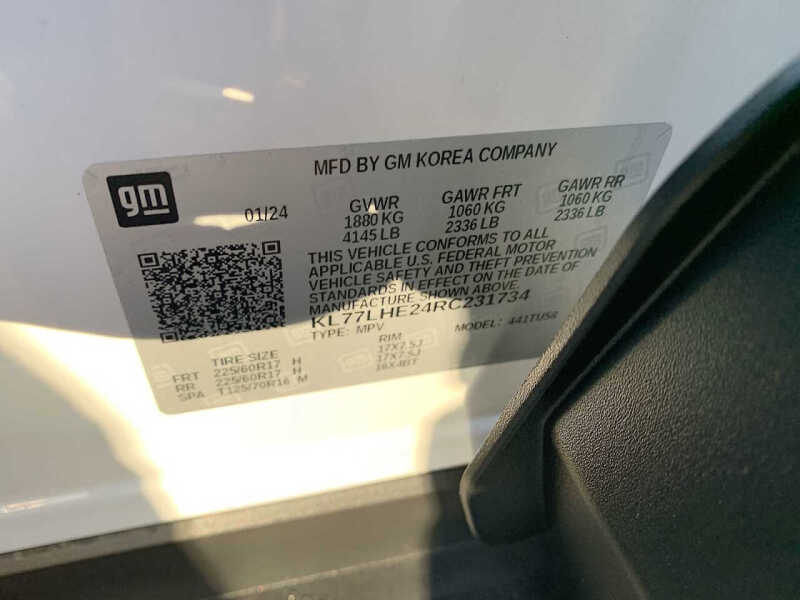 gm
MFD BY GM KOREA COMPANY
01/24
GVWR GAWR FRT GAWR RR
1880 KG 1060 KG 1060 KG
4145 LB 2336 LB 2336 LB
THIS VEHICLE CONFORMS TO ALL
APPLICABLE U.S. FEDERAL MOTOR
VEHICLE SAFETY AND THEFT PREVENTION
STANDARDS IN EFFECT ON THE DATE OF
MANUFACTURE SHOWN ABOVE.
KL77LHE24RC231734
TYPE: MPV MODEL: 441TU56
TIRE SIZE RIM
FRT 225/60R17 H 17X7.5J
RR 225/60R17 H 17X7.5J
SPA T125/70R16 M 16X4BT